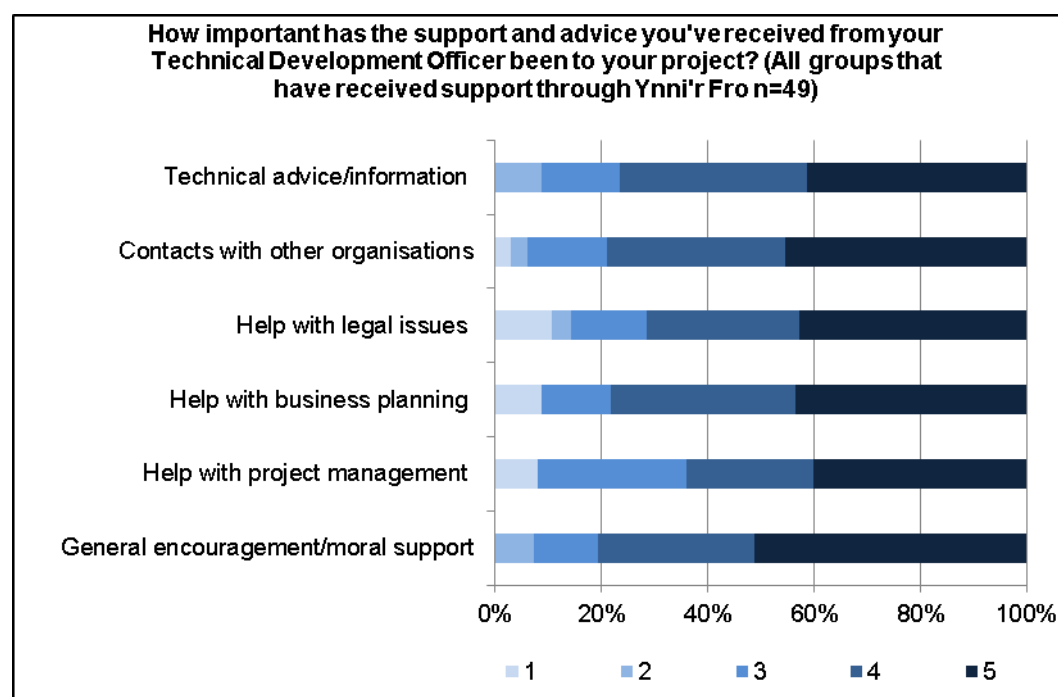 How important has the support and advice you've received from your
Technical Development Officer been to your project? (All groups that
have received support through Ynni'r Fro n=49)
Technical advice/information
Contacts with other organisations
Help with legal issues
Help with business planning
Help with project management
General encouragement/moral support
0% 20% 40% 60% 80% 100%
1 2 3 4 5